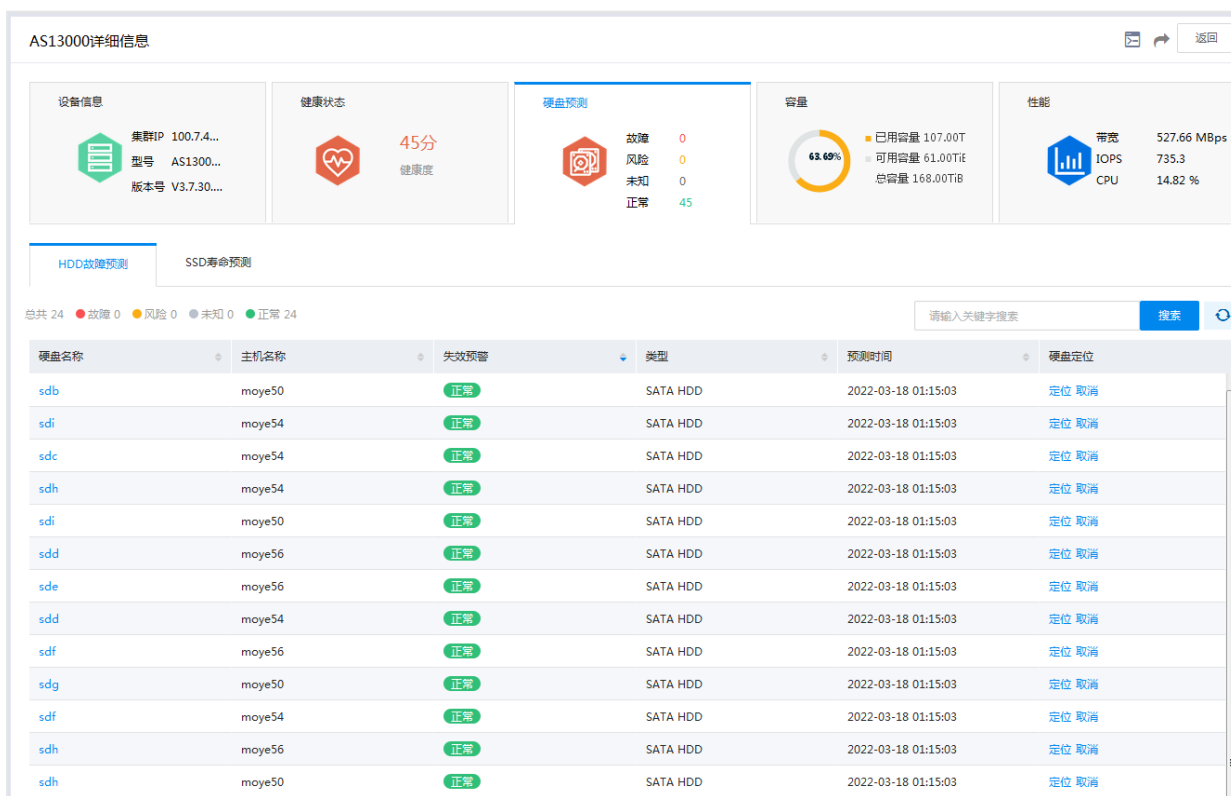 AS13000详细信息
返回
设备信息
集群IP 100.7.4...
型号 AS1300...
版本号 V3.7.30....
健康状态
45分
健康度
硬盘预测
故障 0
风险 0
未知 0
正常 45
容量
63.69%
已用容量 107.00T
可用容量 61.00TiE
总容量 168.00TiB
性能
带宽 527.66 MBps
IOPS 735.3
CPU 14.82 %
HDD故障预测 SSD寿命预测
总共 24 故障 0 风险 0 未知 0 正常 24
请输入关键字搜索 搜索
硬盘名称 主机名称 失效预警 类型 预测时间 硬盘定位
sdb moye50 正常 SATA HDD 2022-03-18 01:15:03 定位 取消
sdi moye54 正常 SATA HDD 2022-03-18 01:15:03 定位 取消
sdc moye54 正常 SATA HDD 2022-03-18 01:15:03 定位 取消
sdh moye54 正常 SATA HDD 2022-03-18 01:15:03 定位 取消
sdi moye50 正常 SATA HDD 2022-03-18 01:15:03 定位 取消
sdd moye56 正常 SATA HDD 2022-03-18 01:15:03 定位 取消
sde moye56 正常 SATA HDD 2022-03-18 01:15:03 定位 取消
sdd moye54 正常 SATA HDD 2022-03-18 01:15:03 定位 取消
sdf moye56 正常 SATA HDD 2022-03-18 01:15:03 定位 取消
sdg moye50 正常 SATA HDD 2022-03-18 01:15:03 定位 取消
sdf moye54 正常 SATA HDD 2022-03-18 01:15:03 定位 取消
sdh moye56 正常 SATA HDD 2022-03-18 01:15:03 定位 取消
sdh moye50 正常 SATA HDD 2022-03-18 01:15:03 定位 取消